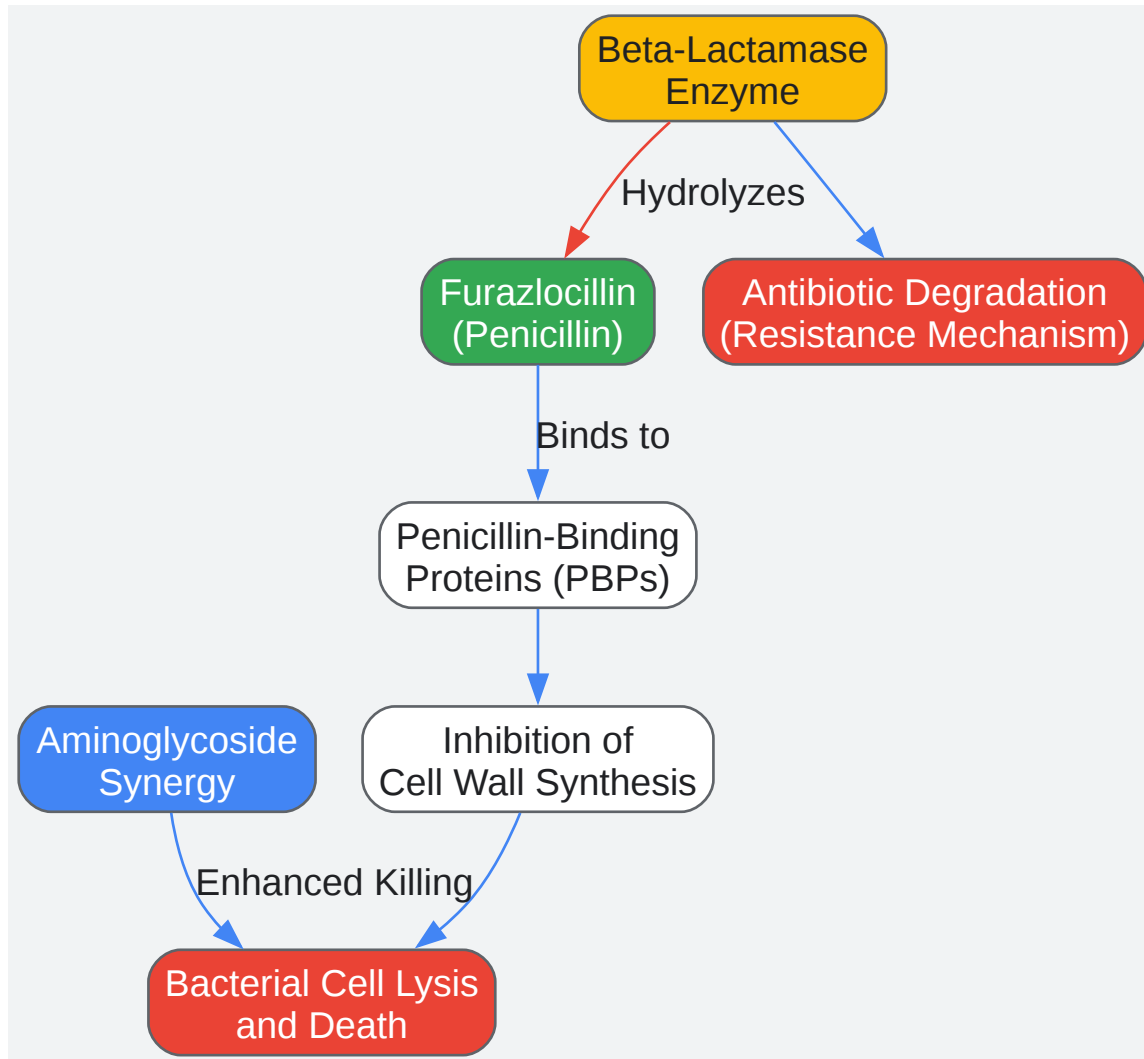 Beta-Lactamase
Enzyme
Hydrolyzes
Furazlocillin
(Penicillin)
Antibiotic Degradation
(Resistance Mechanism)
Binds to
Penicillin-Binding
Proteins (PBPs)
Aminoglycoside
Synergy
Inhibition of
Cell Wall Synthesis
Enhanced Killing
Bacterial Cell Lysis
and Death